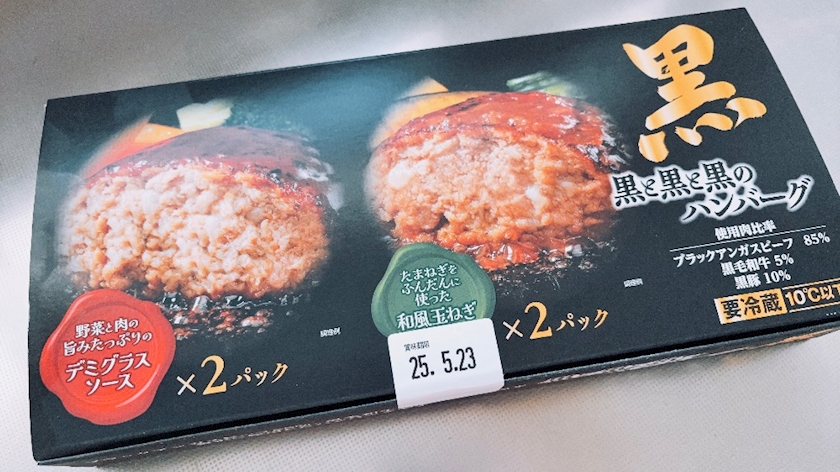 黒
黒と黒と黒の
ハンバーグ
使用肉比率
ブラックアンガスビーフ 85%
黒毛和牛 5%
黒豚 10%
要冷蔵 10℃以下
野菜と肉の
旨みたっぷりの
デミグラス
ソース
×2パック
調理例
たまねぎを
ふんだんに
使った
和風玉ねぎ
×2パック
調理例
賞味期限
25. 5.23